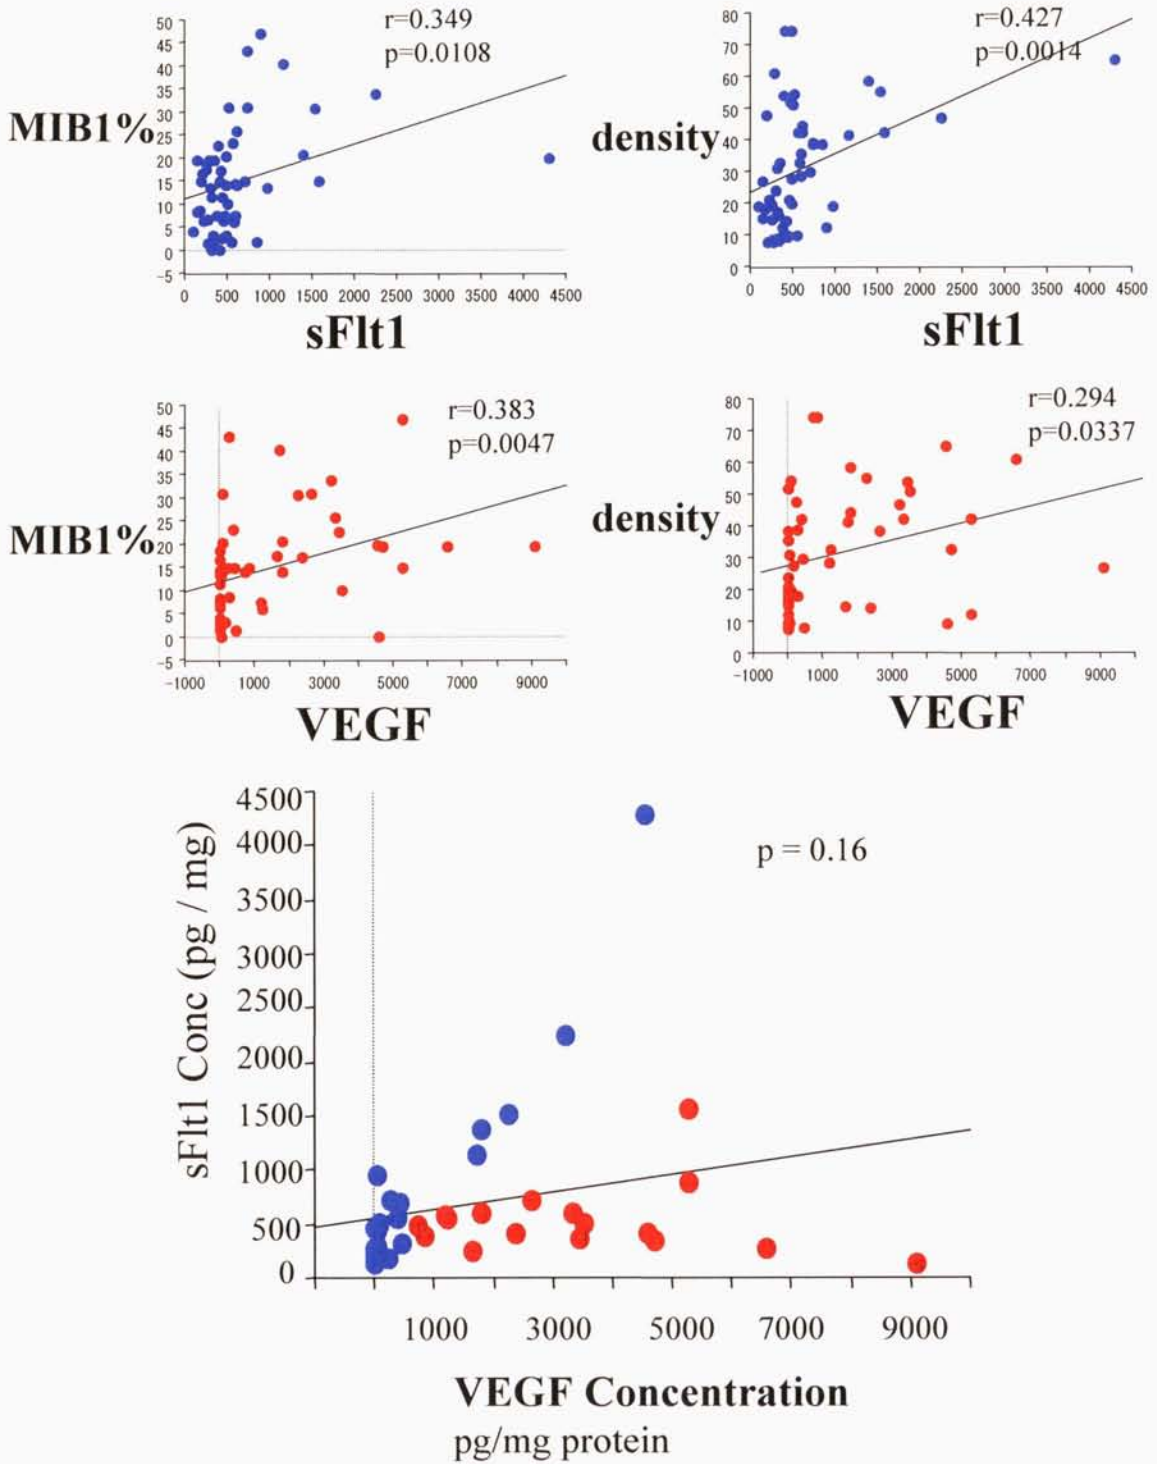 50
45
40
35
30
25
20
15
10
5
0
-5
MIB1%
r=0.349
p=0.0108
0 500 1000 1500 2000 2500 3000 3500 4000 4500
sFlt1
80
70
60
50
40
30
20
10
0
density
r=0.427
p=0.0014
0 500 1000 1500 2000 2500 3000 3500 4000 4500
sFlt1
50
45
40
35
30
25
20
15
10
5
0
-5
MIB1%
r=0.383
p=0.0047
-1000 1000 3000 5000 7000 9000
VEGF
80
70
60
50
40
30
20
10
0
density
r=0.294
p=0.0337
-1000 1000 3000 5000 7000 9000
VEGF
sFlt1 Conc (pg / mg)
4500
4000
3500
3000
2500
2000
1500
1000
500
0
p = 0.16
1000 3000 5000 7000 9000
VEGF Concentration
pg/mg protein